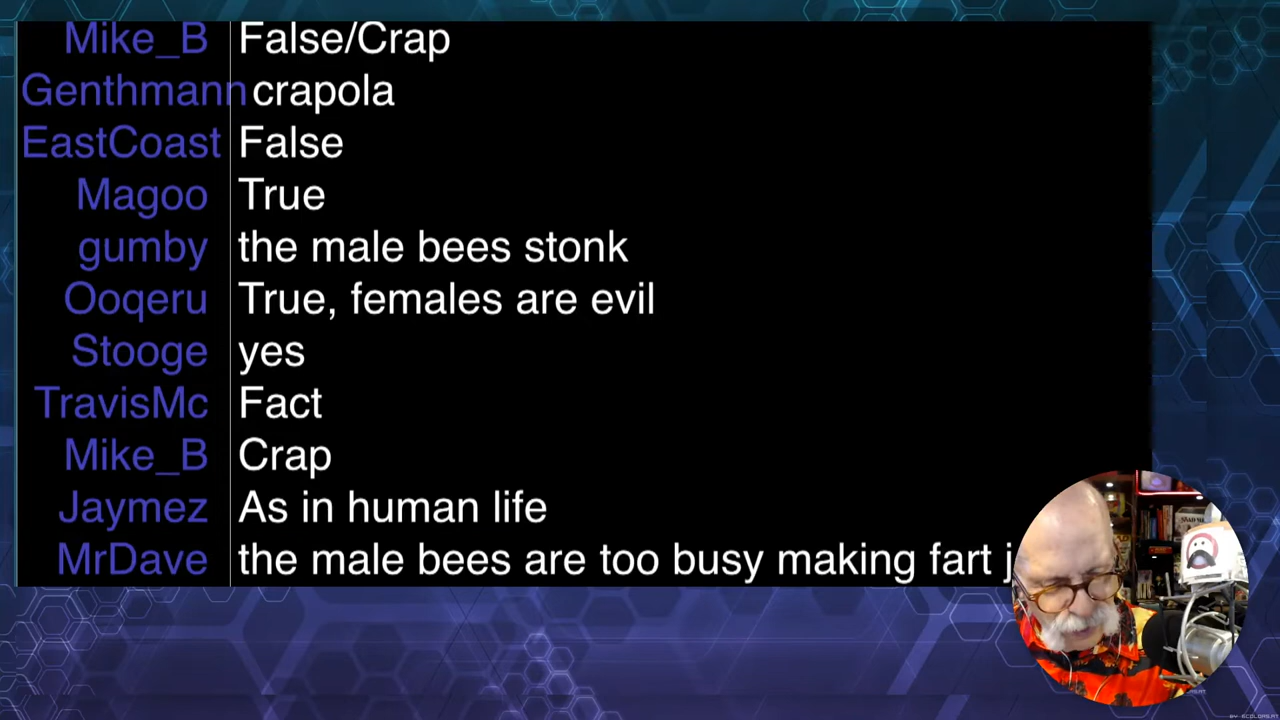 Mike_B False/Crap
Genthmann crapola
EastCoast False
Magoo True
gumby the male bees stonk
Ooqeru True, females are evil
Stooge yes
TravisMc Fact
Mike_B Crap
Jaymez As in human life
MrDave the male bees are too busy making fart j